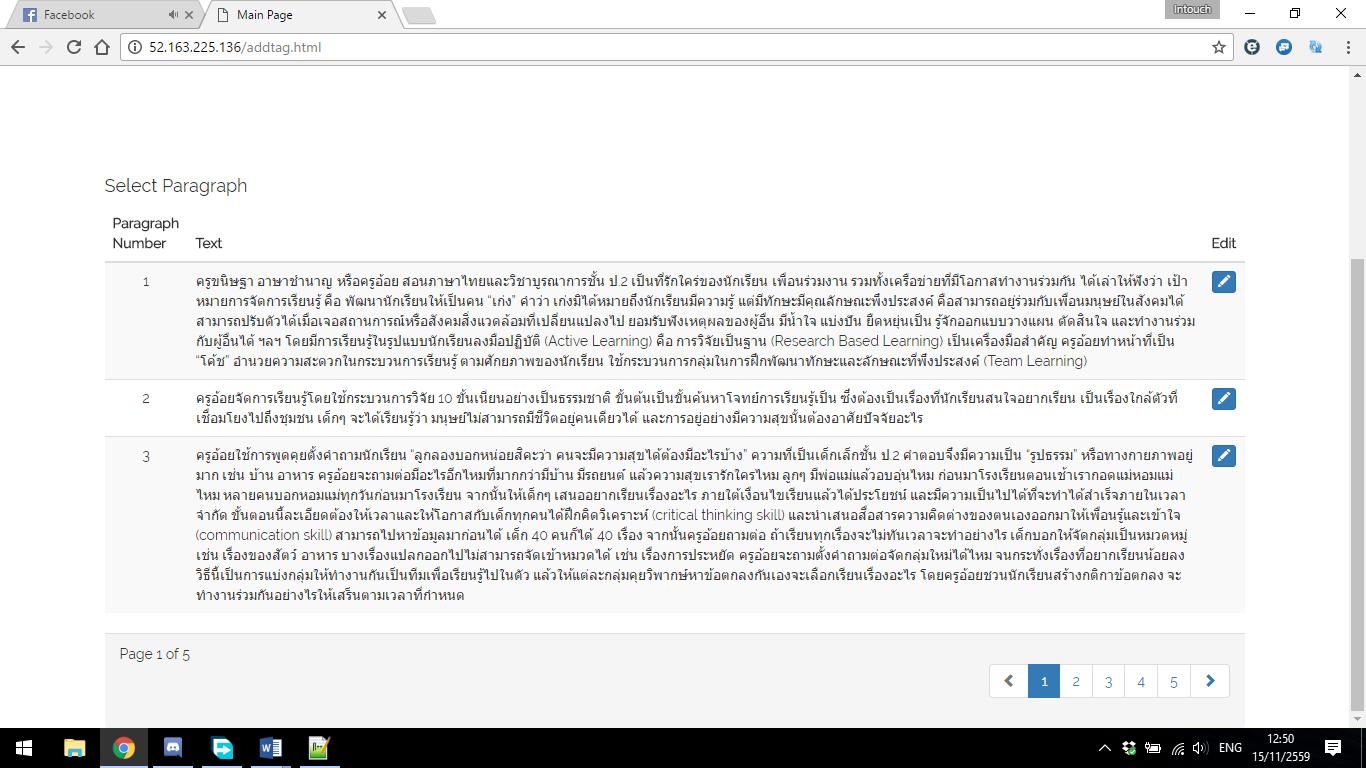 Facebook
Main Page
Intouch
52.163.225.136/addtag.html
Select Paragraph
Paragraph Number
Text
Edit
1
ครูขนิษฐา อาษาชำนาญ หรือครูอ้อย สอนภาษาไทยและวิชาบูรณาการชั้น ป.2 เป็นที่รักใคร่ของนักเรียน เพื่อนร่วมงาน รวมทั้งเครือข่ายที่มีโอกาสทำงานร่วมกัน ได้เล่าให้ฟังว่า เป้า
หมายการจัดการเรียนรู้ คือ พัฒนานักเรียนให้เป็นคน “เก่ง” คำว่า เก่งมิได้หมายถึงนักเรียนมีความรู้ แต่มีทักษะมีคุณลักษณะพึงประสงค์ คือสามารถอยู่ร่วมกับเพื่อนมนุษย์ในสังคมได้
สามารถปรับตัวได้เมื่อเจอสถานการณ์หรือสังคมสิ่งแวดล้อมที่เปลี่ยนแปลงไป ยอมรับฟังเหตุผลของผู้อื่น มีน้ำใจ แบ่งปัน ยืดหยุ่นเป็น รู้จักออกแบบวางแผน ตัดสินใจ และทำงานร่วม
กับผู้อื่นได้ ฯลฯ โดยมีการเรียนรู้ในรูปแบบนักเรียนลงมือปฏิบัติ (Active Learning) คือ การวิจัยเป็นฐาน (Research Based Learning) เป็นเครื่องมือสำคัญ ครูอ้อยทำหน้าที่เป็น
“โค้ช” อำนวยความสะดวกในกระบวนการเรียนรู้ ตามศักยภาพของนักเรียน ใช้กระบวนการกลุ่มในการฝึกพัฒนาทักษะและลักษณะที่พึงประสงค์ (Team Learning)
2
ครูอ้อยจัดการเรียนรู้โดยใช้กระบวนการวิจัย 10 ขั้นเนียนอย่างเป็นธรรมชาติ ขั้นต้นเป็นขั้นค้นหาโจทย์การเรียนรู้เป็น ซึ่งต้องเป็นเรื่องที่นักเรียนสนใจอยากเรียน เป็นเรื่องใกล้ตัวที่
เชื่อมโยงไปถึงชุมชน เด็กๆ จะได้เรียนรู้ว่า มนุษย์ไม่สามารถมีชีวิตอยู่คนเดียวได้ และการอยู่อย่างมีความสุขนั้นต้องอาศัยปัจจัยอะไร
3
ครูอ้อยใช้การพูดคุยตั้งคำถามนักเรียน “ลูกลองบอกหน่อยสิ๊คะว่า คนจะมีความสุขได้ต้องมีอะไรบ้าง” ความที่เป็นเด็กเล็กชั้น ป.2 คำตอบจึงมีความเป็น “รูปธรรม” หรือทางกายภาพอยู่
มาก เช่น บ้าน อาหาร ครูอ้อยจะถามต่อมีอะไรอีกไหมที่มากกว่ามีบ้าน มีรถยนต์ แล้วความสุขเรารักใครไหม ลูกๆ มีพ่อแม่แล้วอบอุ่นไหม ก่อนมาโรงเรียนตอนเช้าเรากอดแม่หอมแม่
ไหม หลายคนบอกหอมแม่ทุกวันก่อนมาโรงเรียน จากนั้นให้เด็กๆ เสนออยากเรียนเรื่องอะไร ภายใต้เงื่อนไขเรียนแล้วได้ประโยชน์ และมีความเป็นไปได้ที่จะทำได้สำเร็จภายในเวลา
จำกัด ขั้นตอนนี้ละเอียดต้องให้เวลาและให้โอกาสกับเด็กทุกคนได้ฝึกคิดวิเคราะห์ (critical thinking skill) และนำเสนอสื่อสารความคิดต่างของตนเองออกมาให้เพื่อนรู้และเข้าใจ
(communication skill) สามารถไปหาข้อมูลมาก่อนได้ เด็ก 40 คนก็ได้ 40 เรื่อง จากนั้นครูอ้อยถามต่อ ถ้าเรียนทุกเรื่องจะไม่ทันเวลาจะทำอย่างไร เด็กบอกให้จัดกลุ่มเป็นหมวดหมู่
เช่น เรื่องของสัตว์ อาหาร บางเรื่องแปลกออกไปไม่สามารถจัดเข้าหมวดได้ เช่น เรื่องการประหยัด ครูอ้อยจะถามตั้งคำถามต่อจัดกลุ่มใหม่ได้ไหม จนกระทั่งเรื่องที่อยากเรียนน้อยลง
วิธีนี้เป็นการแบ่งกลุ่มให้ทำงานกันเป็นทีมเพื่อเรียนรู้ไปในตัว แล้วให้แต่ละกลุ่มคุยวิพากษ์หาข้อตกลงกันเองจะเลือกเรียนเรื่องอะไร โดยครูอ้อยชวนนักเรียนสร้างกติกาข้อตกลง จะ
ทำงานร่วมกันอย่างไรให้เสร็นตามเวลาที่กำหนด
Page 1 of 5
1 2 3 4 5
ENG
12:50
15/11/2559